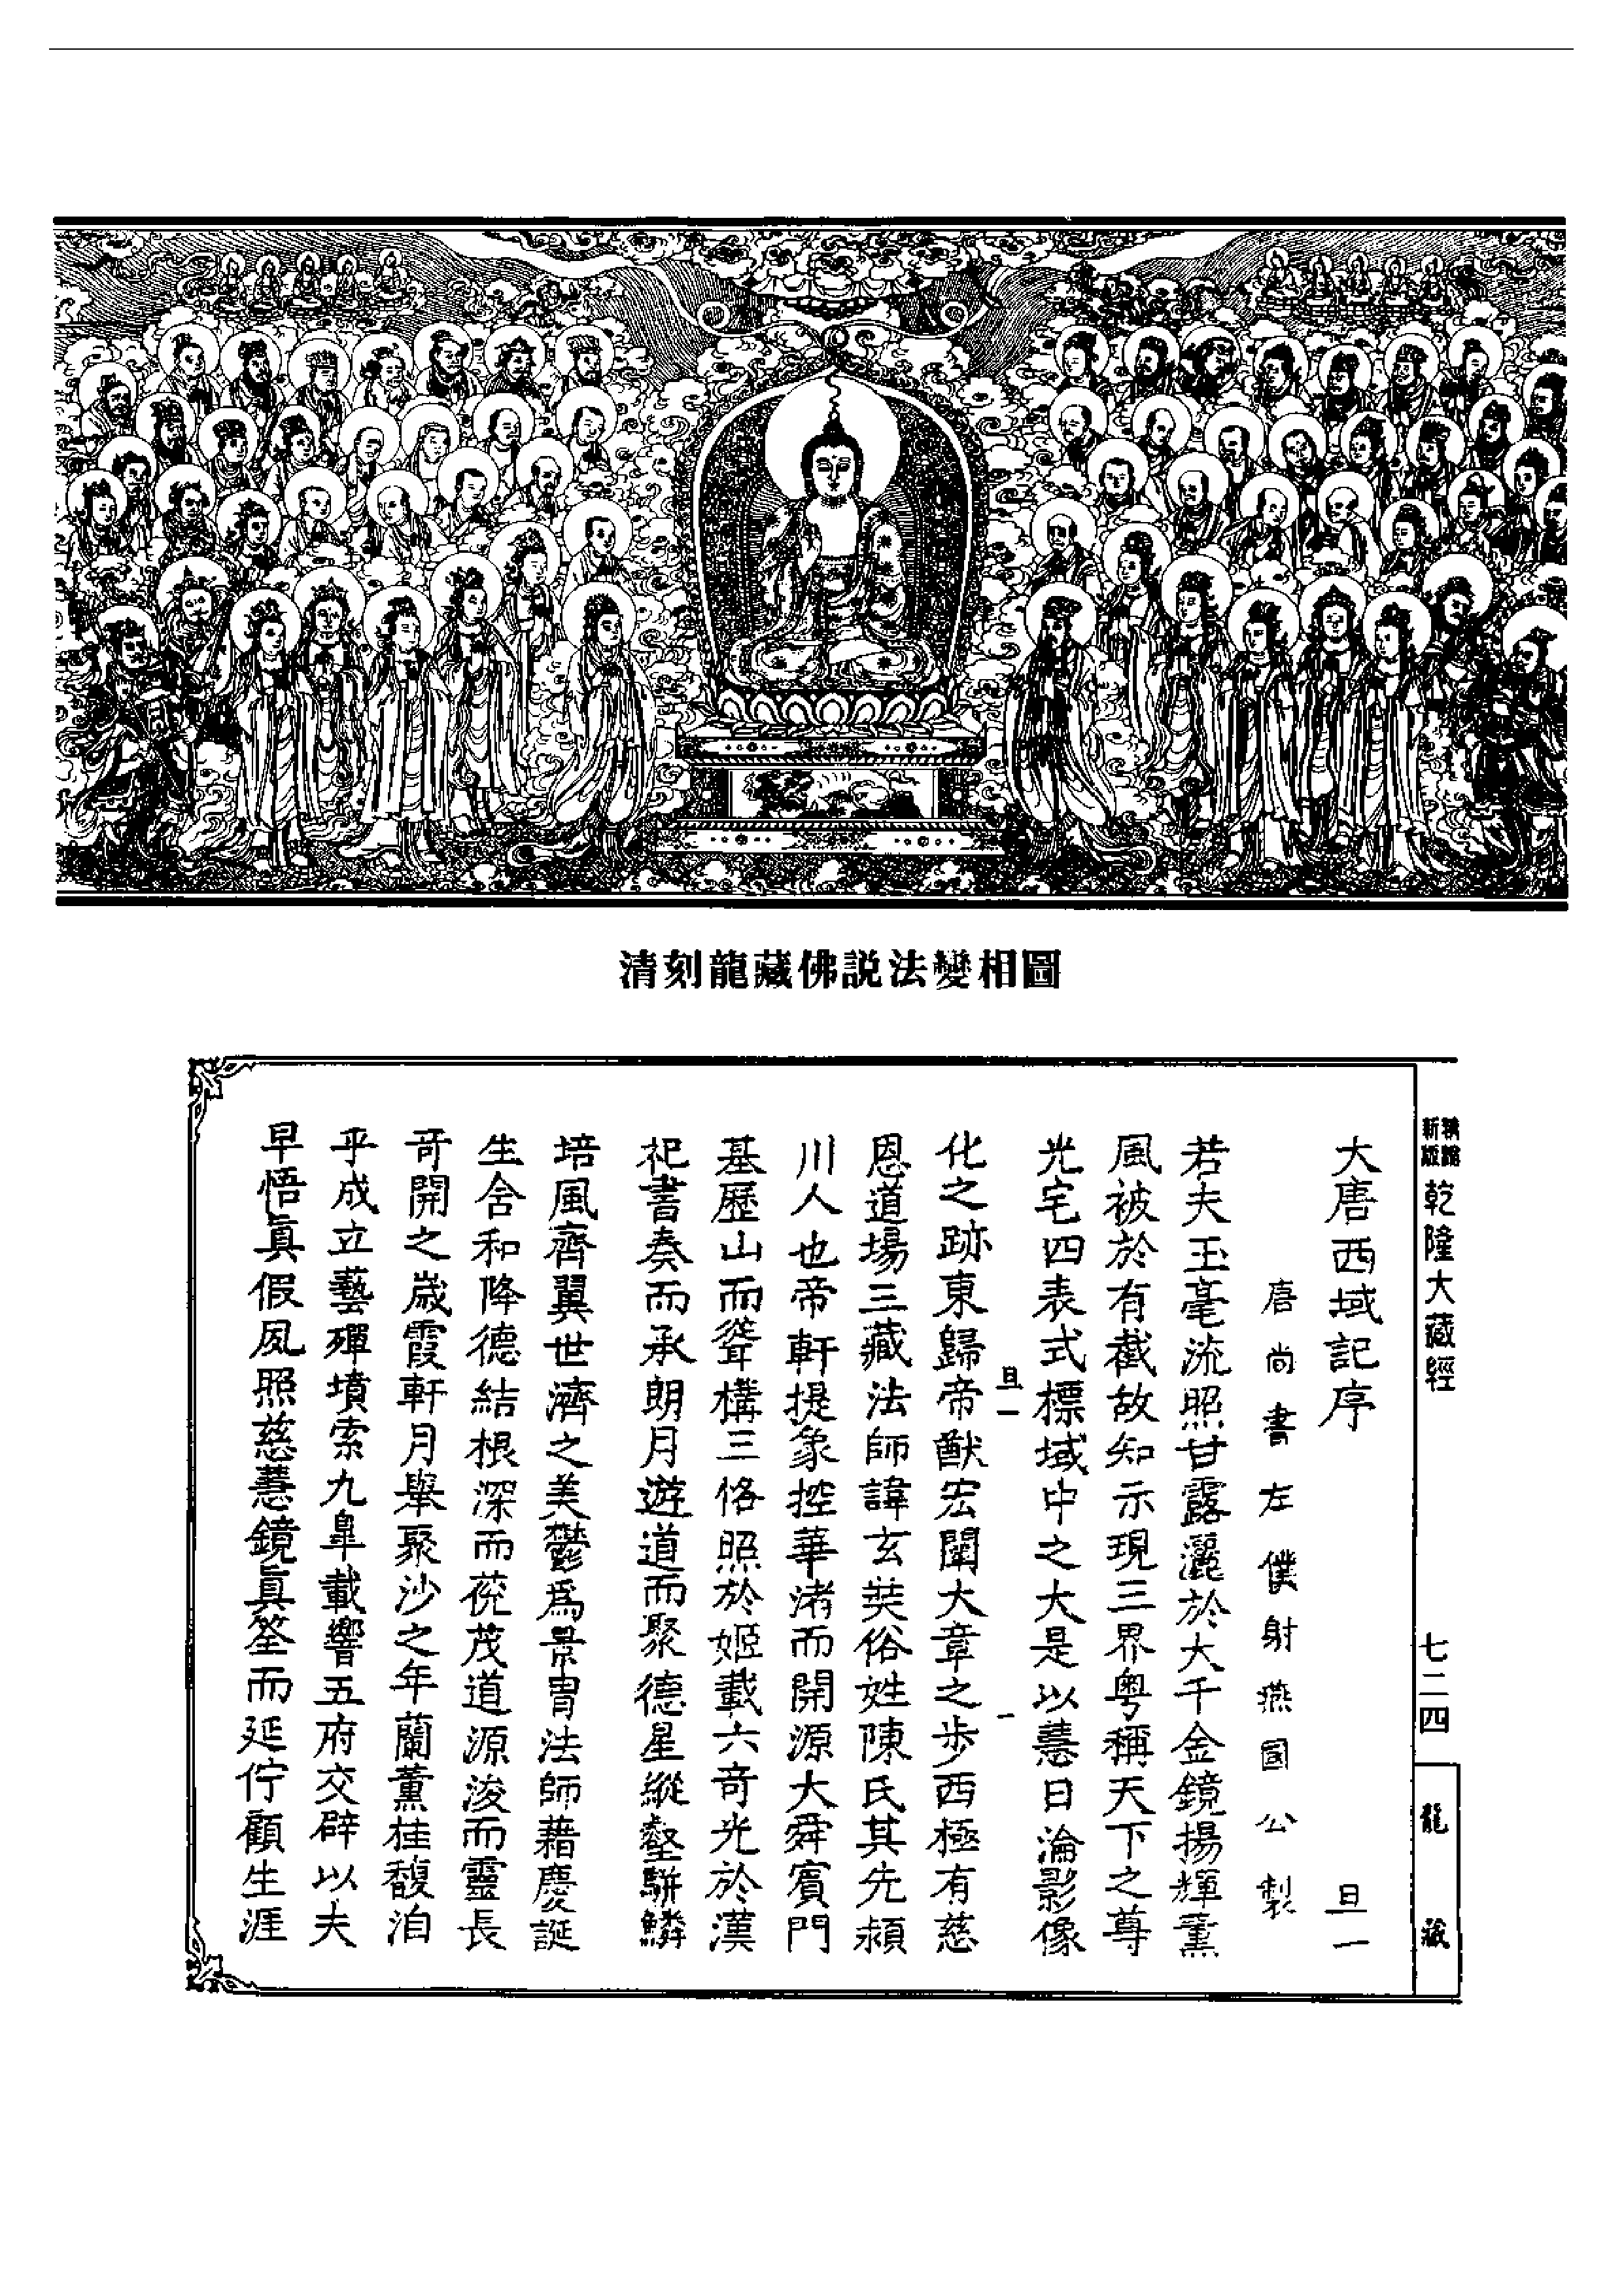 清刻龍藏佛説法變相圖
新版
乾隆大藏經
七二四
龍藏
大唐西域記序
旦一
唐尚書左僕射燕國公製
若夫玉毫流照甘露灑於大千金鏡揚輝薰
風被於有截故知示現三界粤稱天下之尊
光宅四表式標域中之大是以慧日淪影像
旦一
一
化之跡東歸帝猷宏闡大章之步西極有慈
恩道場三藏法師諱玄奘俗姓陳氏其先潁
川人也帝軒提象控華渚而開源大舜賓門
基歷山而聳構三恪照於姬載六奇光於漢
祀書奏而承朗月遊道而聚德星縱壑騈鱗
培風齊翼世濟之美鬱爲景胄法師藉慶誕
生含和降德結根深而蓯茂道源浚而靈長
竒開之歲霞軒月舉聚沙之年蘭薰桂馥洎
乎成立藝殫墳索九臯載響五府交辟以夫
早悟眞假夙照慈慧鏡眞筌而延佇顧生涯